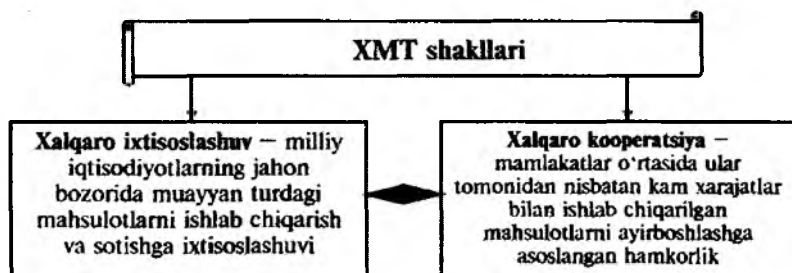 XMT shakllari
Xalqaro ixtisoslashuv – milliy
iqtisodiyotlarning jahon
bozorida muayyan turdagi
mahsulotlarni ishlab chiqarish
va sotishga ixtisoslashuvi
Xalqaro kooperatsiya –
mamlakatlar o‘rtasida ular
tomonidan nisbatan kam xarajatlar
bilan ishlab chiqarilgan
mahsulotlarni ayirboshlashga
asoslangan hamkorlik